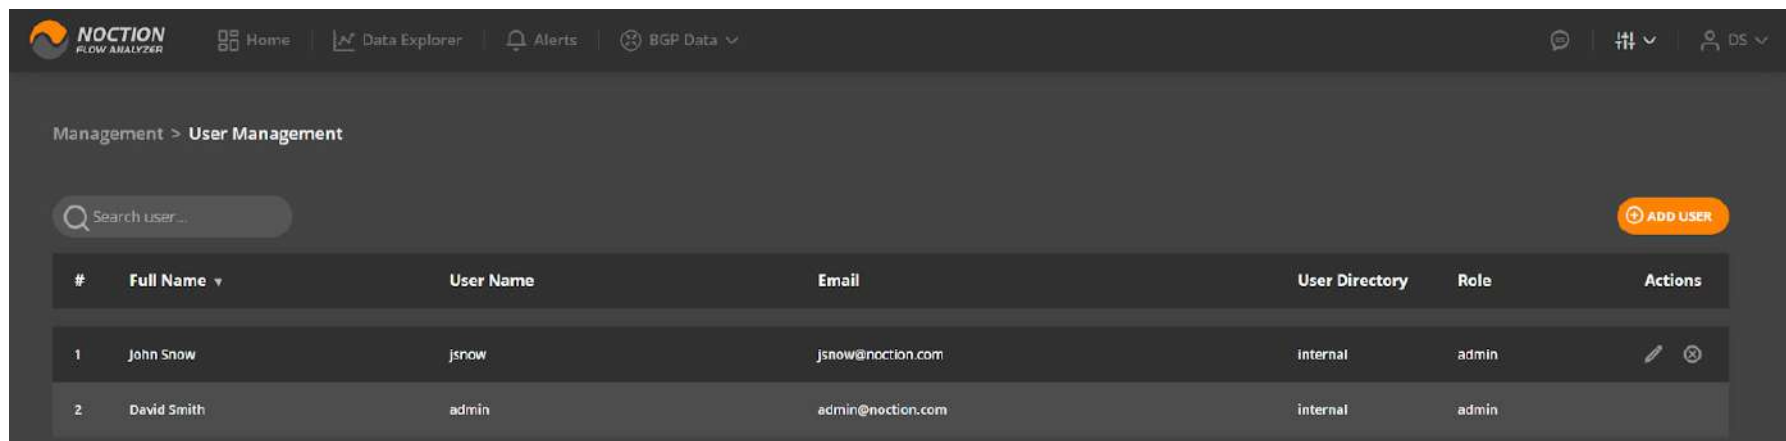 NOCTION
FLOW ANALYZER
Home
Data Explorer
Alerts
BGP Data
DS
Management > User Management
Search user...
ADD USER
# Full Name User Name Email User Directory Role Actions
1 John Snow jsnow jsnow@noction.com internal admin
2 David Smith admin admin@noction.com internal admin